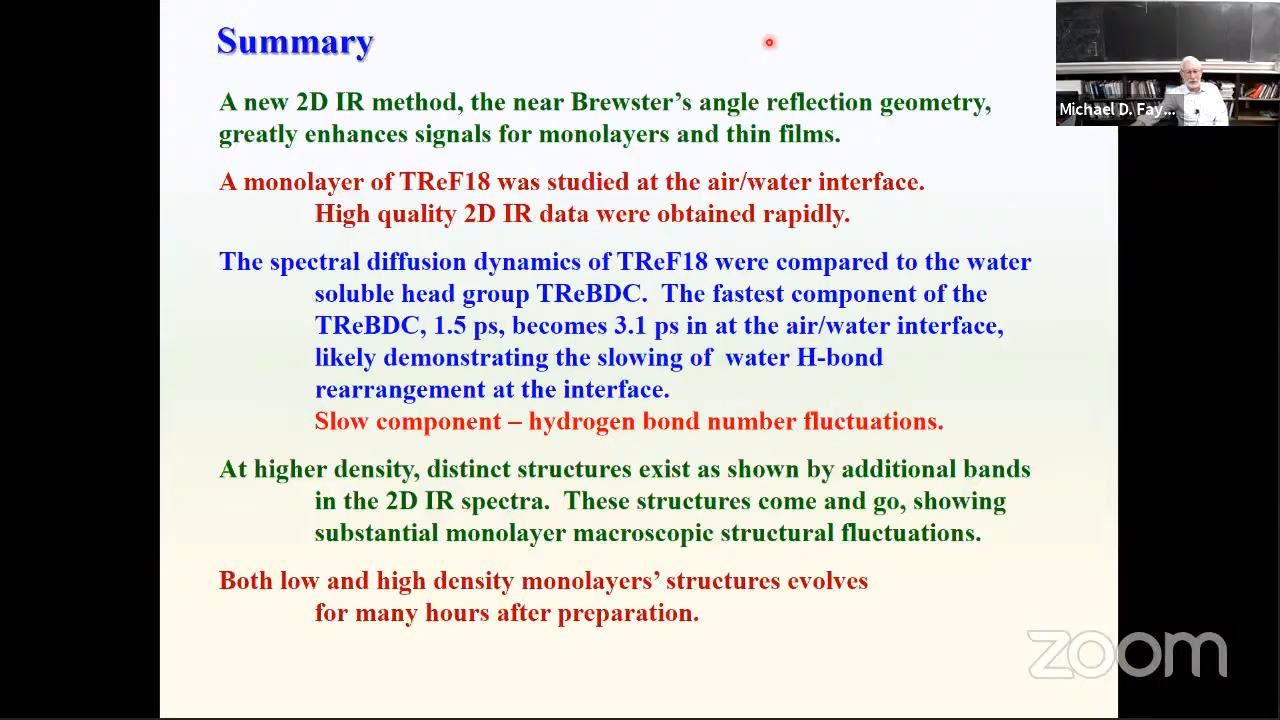 Summary
A new 2D IR method, the near Brewster’s angle reflection geometry,
greatly enhances signals for monolayers and thin films.
A monolayer of TReF18 was studied at the air/water interface.
High quality 2D IR data were obtained rapidly.
The spectral diffusion dynamics of TReF18 were compared to the water
soluble head group TReBDC. The fastest component of the
TReBDC, 1.5 ps, becomes 3.1 ps in at the air/water interface,
likely demonstrating the slowing of water H-bond
rearrangement at the interface.
Slow component – hydrogen bond number fluctuations.
At higher density, distinct structures exist as shown by additional bands
in the 2D IR spectra. These structures come and go, showing
substantial monolayer macroscopic structural fluctuations.
Both low and high density monolayers’ structures evolves
for many hours after preparation.
Michael D. Fay...
zoom